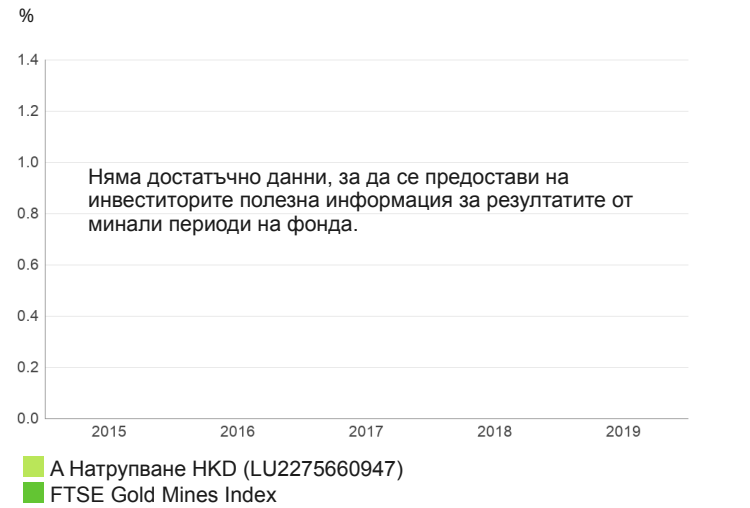 %
1.4
1.2
1.0
Няма достатъчно данни, за да се предостави на
инвеститорите полезна информация за резултатите от
0.8
минали периоди на фонда.
0.6
0.4
0.2
0.0
2015 2016 2017 2018 2019
А Натрупване HKD (LU2275660947)
FTSE Gold Mines Index